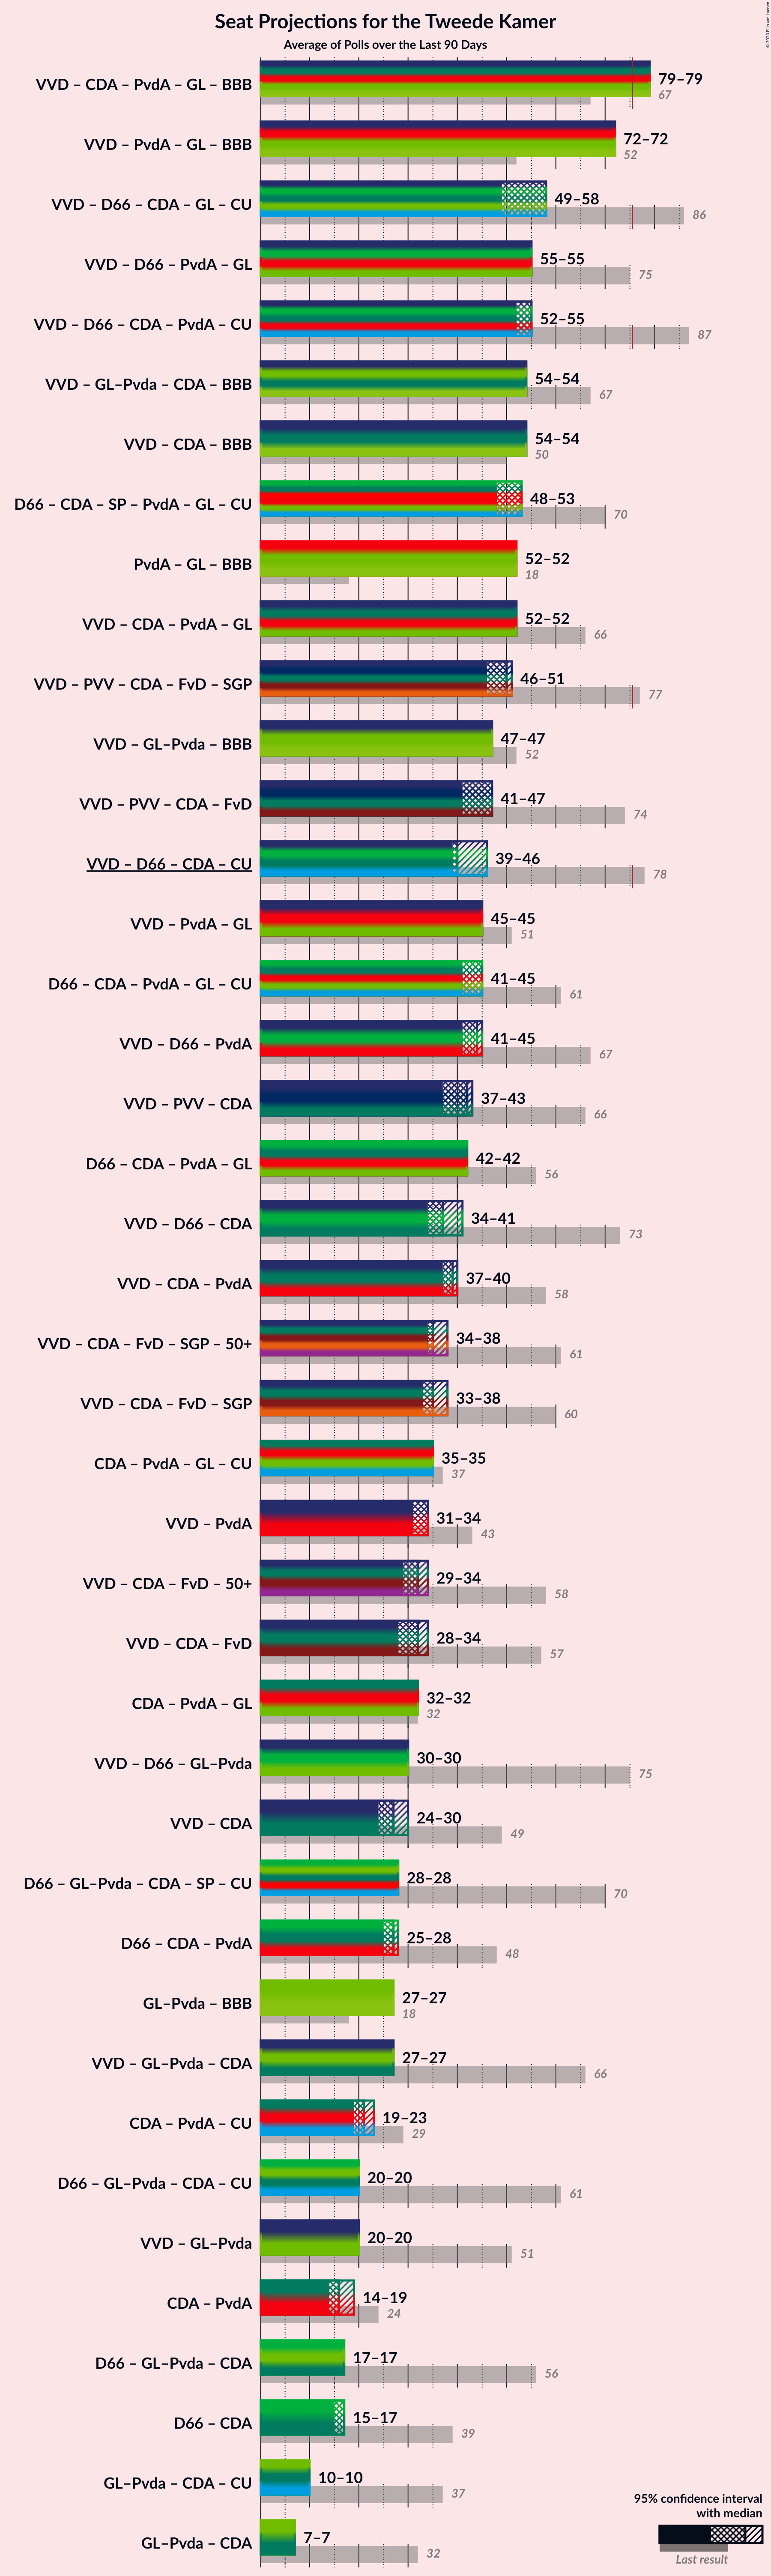 Seat Projections for the Tweede Kamer
Average of Polls over the Last 90 Days
© 2023 Filip van Laenen
VVD – CDA – PvdA – GL – BBB
79–79
67
VVD – PvdA – GL – BBB
72–72
52
VVD – D66 – CDA – GL – CU
49–58
86
VVD – D66 – PvdA – GL
55–55
75
VVD – D66 – CDA – PvdA – CU
52–55
87
VVD – GL–Pvda – CDA – BBB
54–54
67
VVD – CDA – BBB
54–54
50
D66 – CDA – SP – PvdA – GL – CU
48–53
70
PvdA – GL – BBB
52–52
18
VVD – CDA – PvdA – GL
52–52
66
VVD – PVV – CDA – FvD – SGP
46–51
77
VVD – GL–Pvda – BBB
47–47
52
VVD – PVV – CDA – FvD
41–47
74
VVD – D66 – CDA – CU
39–46
78
VVD – PvdA – GL
45–45
51
D66 – CDA – PvdA – GL – CU
41–45
61
VVD – D66 – PvdA
41–45
67
VVD – PVV – CDA
37–43
66
D66 – CDA – PvdA – GL
42–42
56
VVD – D66 – CDA
34–41
73
VVD – CDA – PvdA
37–40
58
VVD – CDA – FvD – SGP – 50+
34–38
61
VVD – CDA – FvD – SGP
33–38
60
CDA – PvdA – GL – CU
35–35
37
VVD – PvdA
31–34
43
VVD – CDA – FvD – 50+
29–34
58
VVD – CDA – FvD
28–34
57
CDA – PvdA – GL
32–32
32
VVD – D66 – GL–Pvda
30–30
75
VVD – CDA
24–30
49
D66 – GL–Pvda – CDA – SP – CU
28–28
70
D66 – CDA – PvdA
25–28
48
GL–Pvda – BBB
27–27
18
VVD – GL–Pvda – CDA
27–27
66
CDA – PvdA – CU
19–23
29
D66 – GL–Pvda – CDA – CU
20–20
61
VVD – GL–Pvda
20–20
51
CDA – PvdA
14–19
24
D66 – GL–Pvda – CDA
17–17
56
D66 – CDA
15–17
39
GL–Pvda – CDA – CU
10–10
37
GL–Pvda – CDA
7–7
32
95% confidence interval
with median
Last result